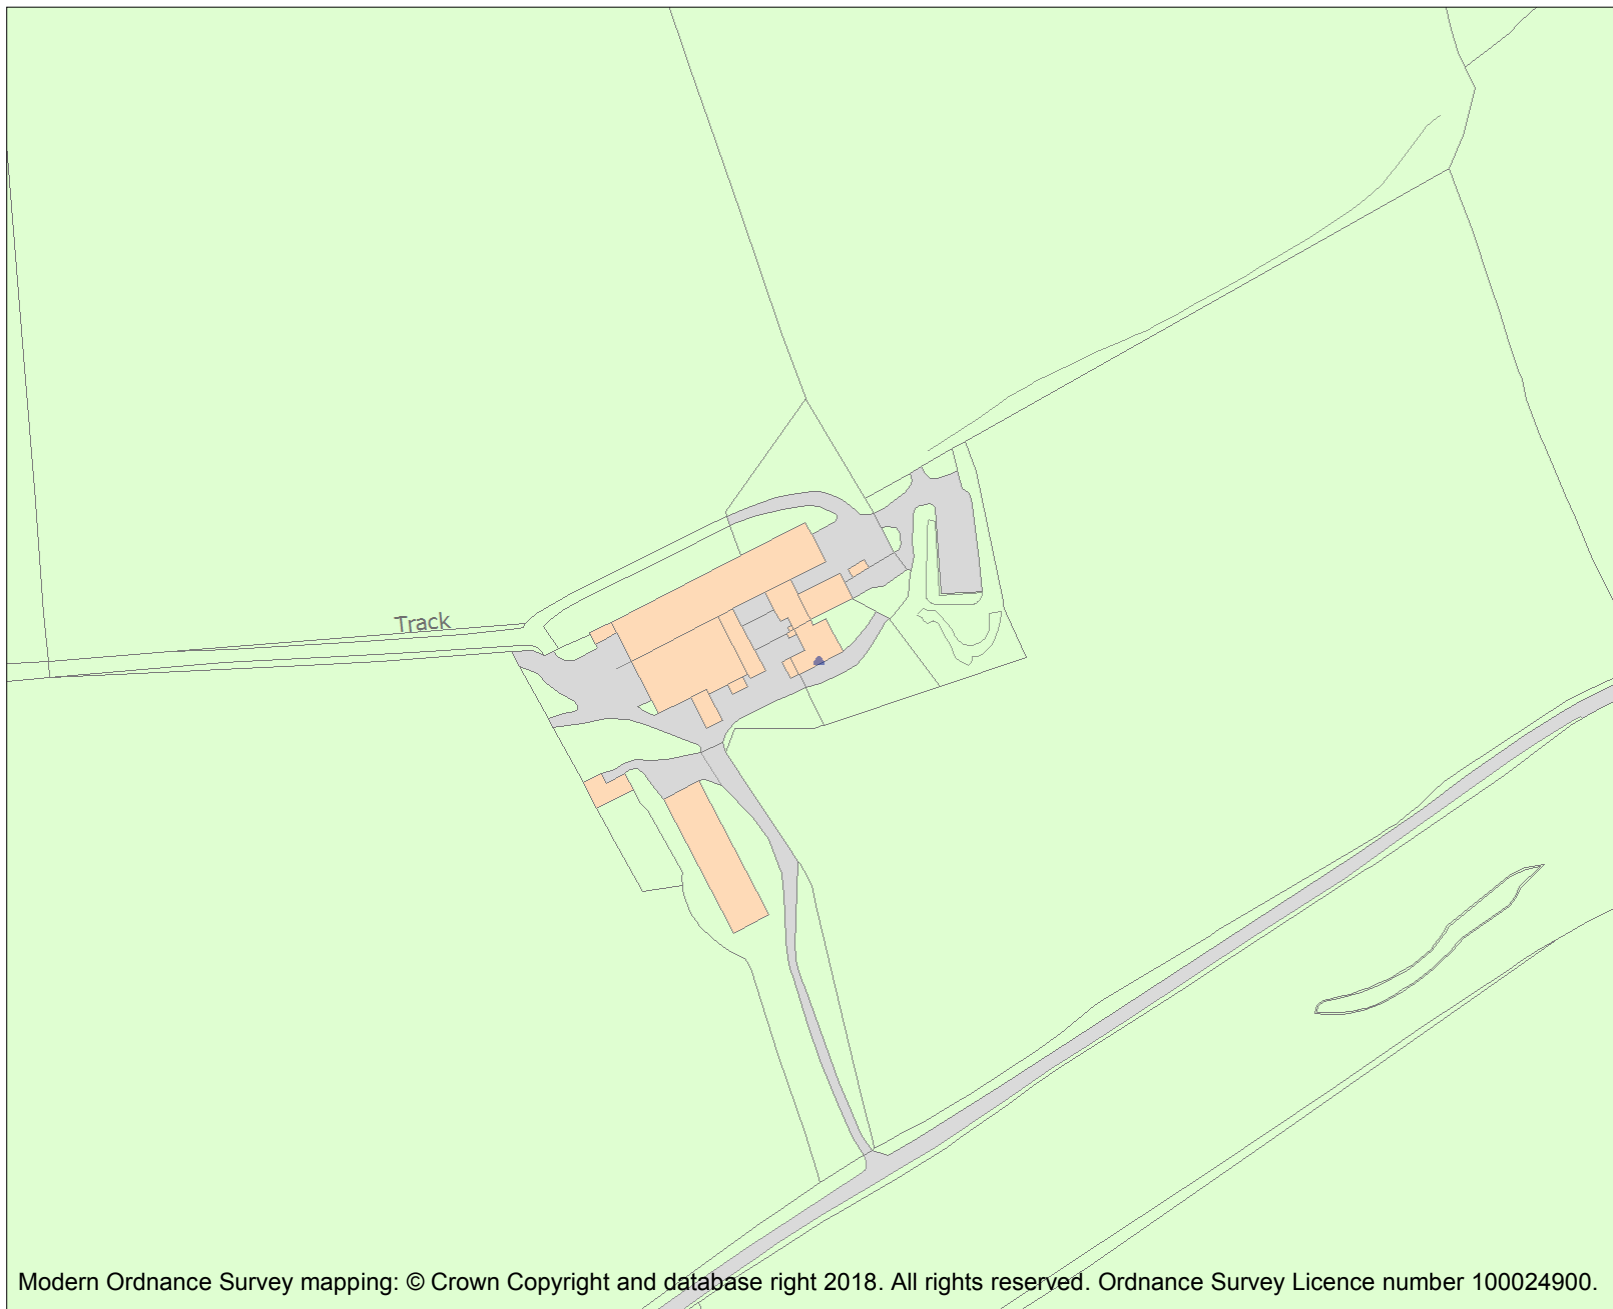 Track
Modern Ordnance Survey mapping: © Crown Copyright and database right 2018. All rights reserved. Ordnance Survey Licence number 100024900.